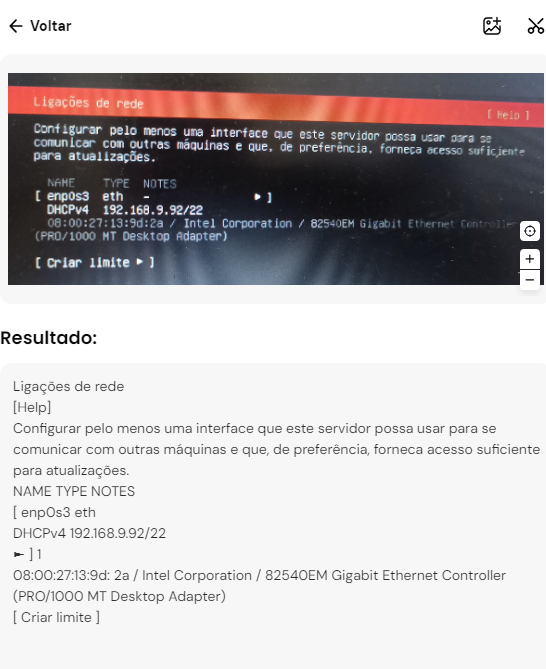 Voltar
Ligações de rede
[ Help ]
Configurar pelo menos uma interface que este servidor possa usar para se
comunicar com outras máquinas e que, de preferência, forneça acesso suficiente
para atualizações.
NAME TYPE NOTES
[ enp0s3 eth - ▸ ]
DHCPv4 192.168.9.92/22
08:00:27:13:9d:2a / Intel Corporation / 82540EM Gigabit Ethernet Controller
(PRO/1000 MT Desktop Adapter)
[ Criar limite ▸ ]
Resultado:
Ligações de rede
[Help]
Configurar pelo menos uma interface que este servidor possa usar para se
comunicar com outras máquinas e que, de preferência, forneca acesso suficiente
para atualizações.
NAME TYPE NOTES
[ enp0s3 eth
DHCPv4 192.168.9.92/22
► ] 1
08:00:27:13:9d: 2a / Intel Corporation / 82540EM Gigabit Ethernet Controller
(PRO/1000 MT Desktop Adapter)
[ Criar limite ]